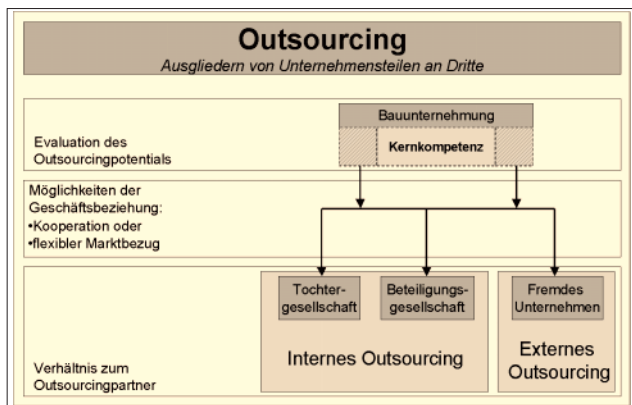 Outsourcing
Ausgliedern von Unternehmensteilen an Dritte
Bauunternehmung
Kernkompetenz
Evaluation des
Outsourcingpotentials
Möglichkeiten der
Geschäftsbeziehung:
•Kooperation oder
•flexibler Marktbezug
Tochter-
gesellschaft
Beteiligungs-
gesellschaft
Fremdes
Unternehmen
Internes Outsourcing
Externes
Outsourcing
Verhältnis zum
Outsourcingpartner